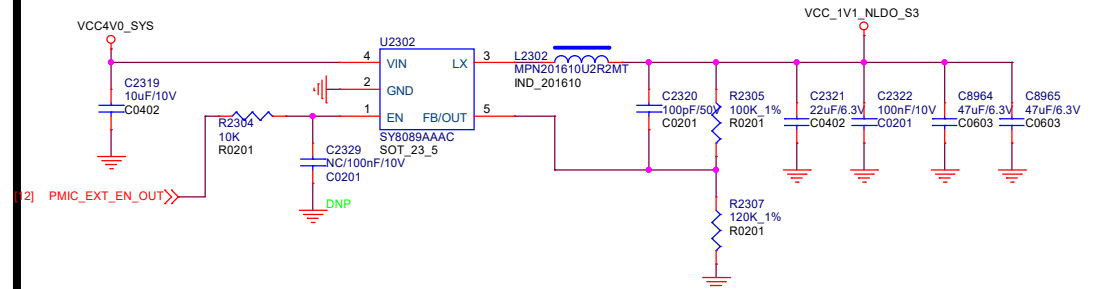 VCC4V0_SYS
VCC_1V1_NLDO_S3
U2302
4
VIN
LX
3
2
GND
1
EN
FB/OUT
5
SY8089AAAC
SOT_23_5
L2302
MPN201610U2R2MT
IND_201610
C2319
10uF/10V
C0402
R2304
10K
R0201
C2329
NC/100nF/10V
C0201
DNP
[12] PMIC_EXT_EN_OUT
C2320
100pF/50V
C0201
R2305
100K_1%
R0201
C2321
22uF/6.3V
C0402
C2322
100nF/10V
C0201
C8964
47uF/6.3V
C0603
C8965
47uF/6.3V
C0603
R2307
120K_1%
R0201